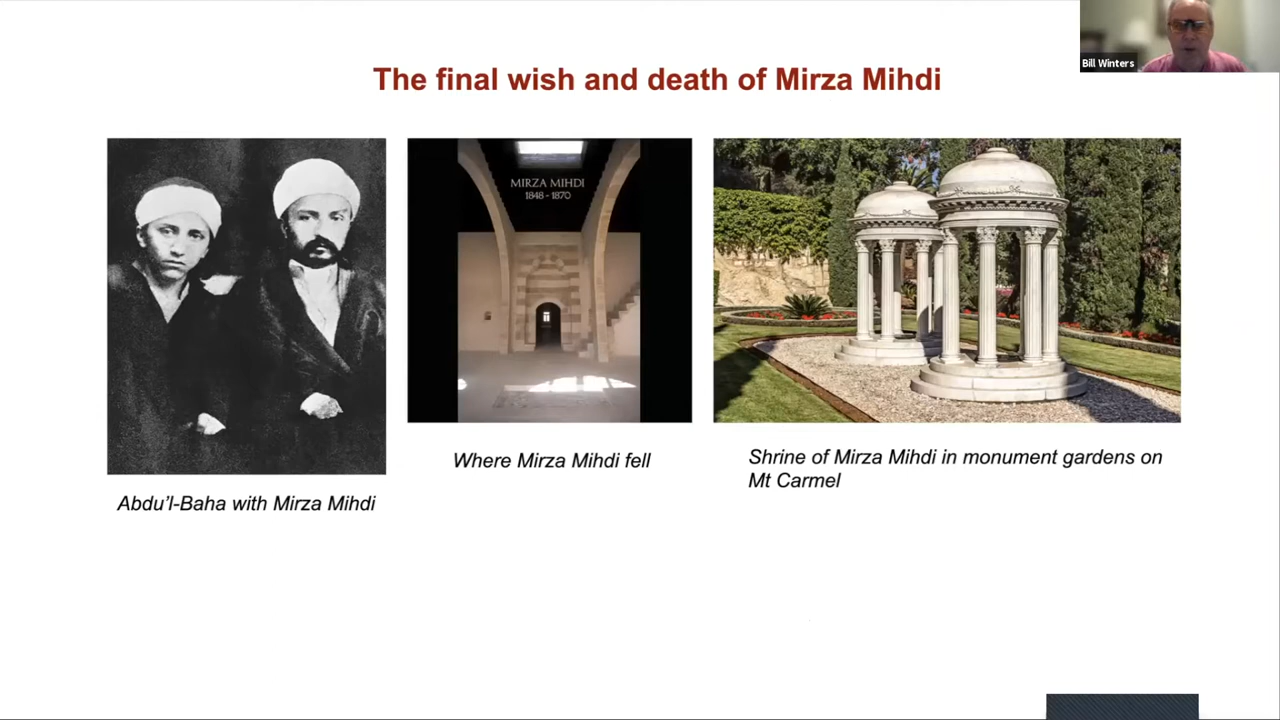 Bill Winters
The final wish and death of Mirza Mihdi
MIRZA MIHDI
1848 - 1870
Where Mirza Mihdi fell
Shrine of Mirza Mihdi in monument gardens on
Mt Carmel
Abdu’l-Baha with Mirza Mihdi